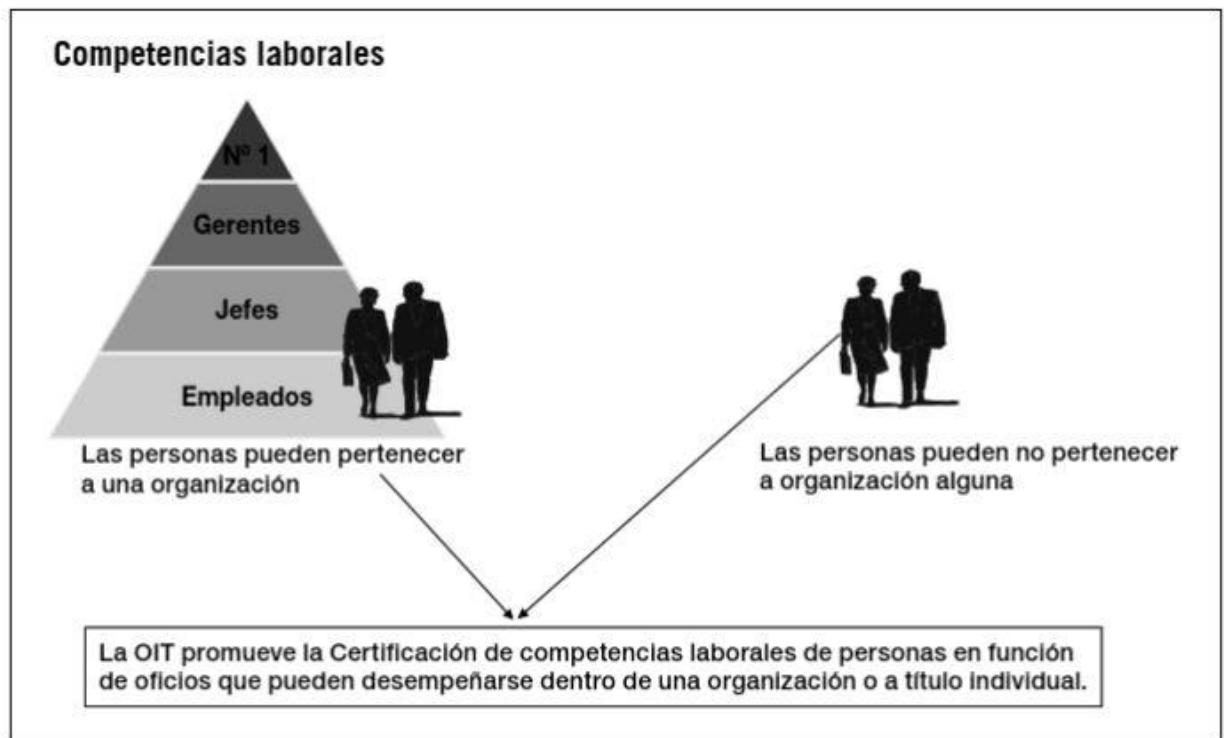 Competencias laborales
Nº 1
Gerentes
Jefes
Empleados
Las personas pueden pertenecer
a una organización
Las personas pueden no pertenecer
a organización alguna
La OIT promueve la Certificación de competencias laborales de personas en función
de oficios que pueden desempeñarse dentro de una organización o a título individual.